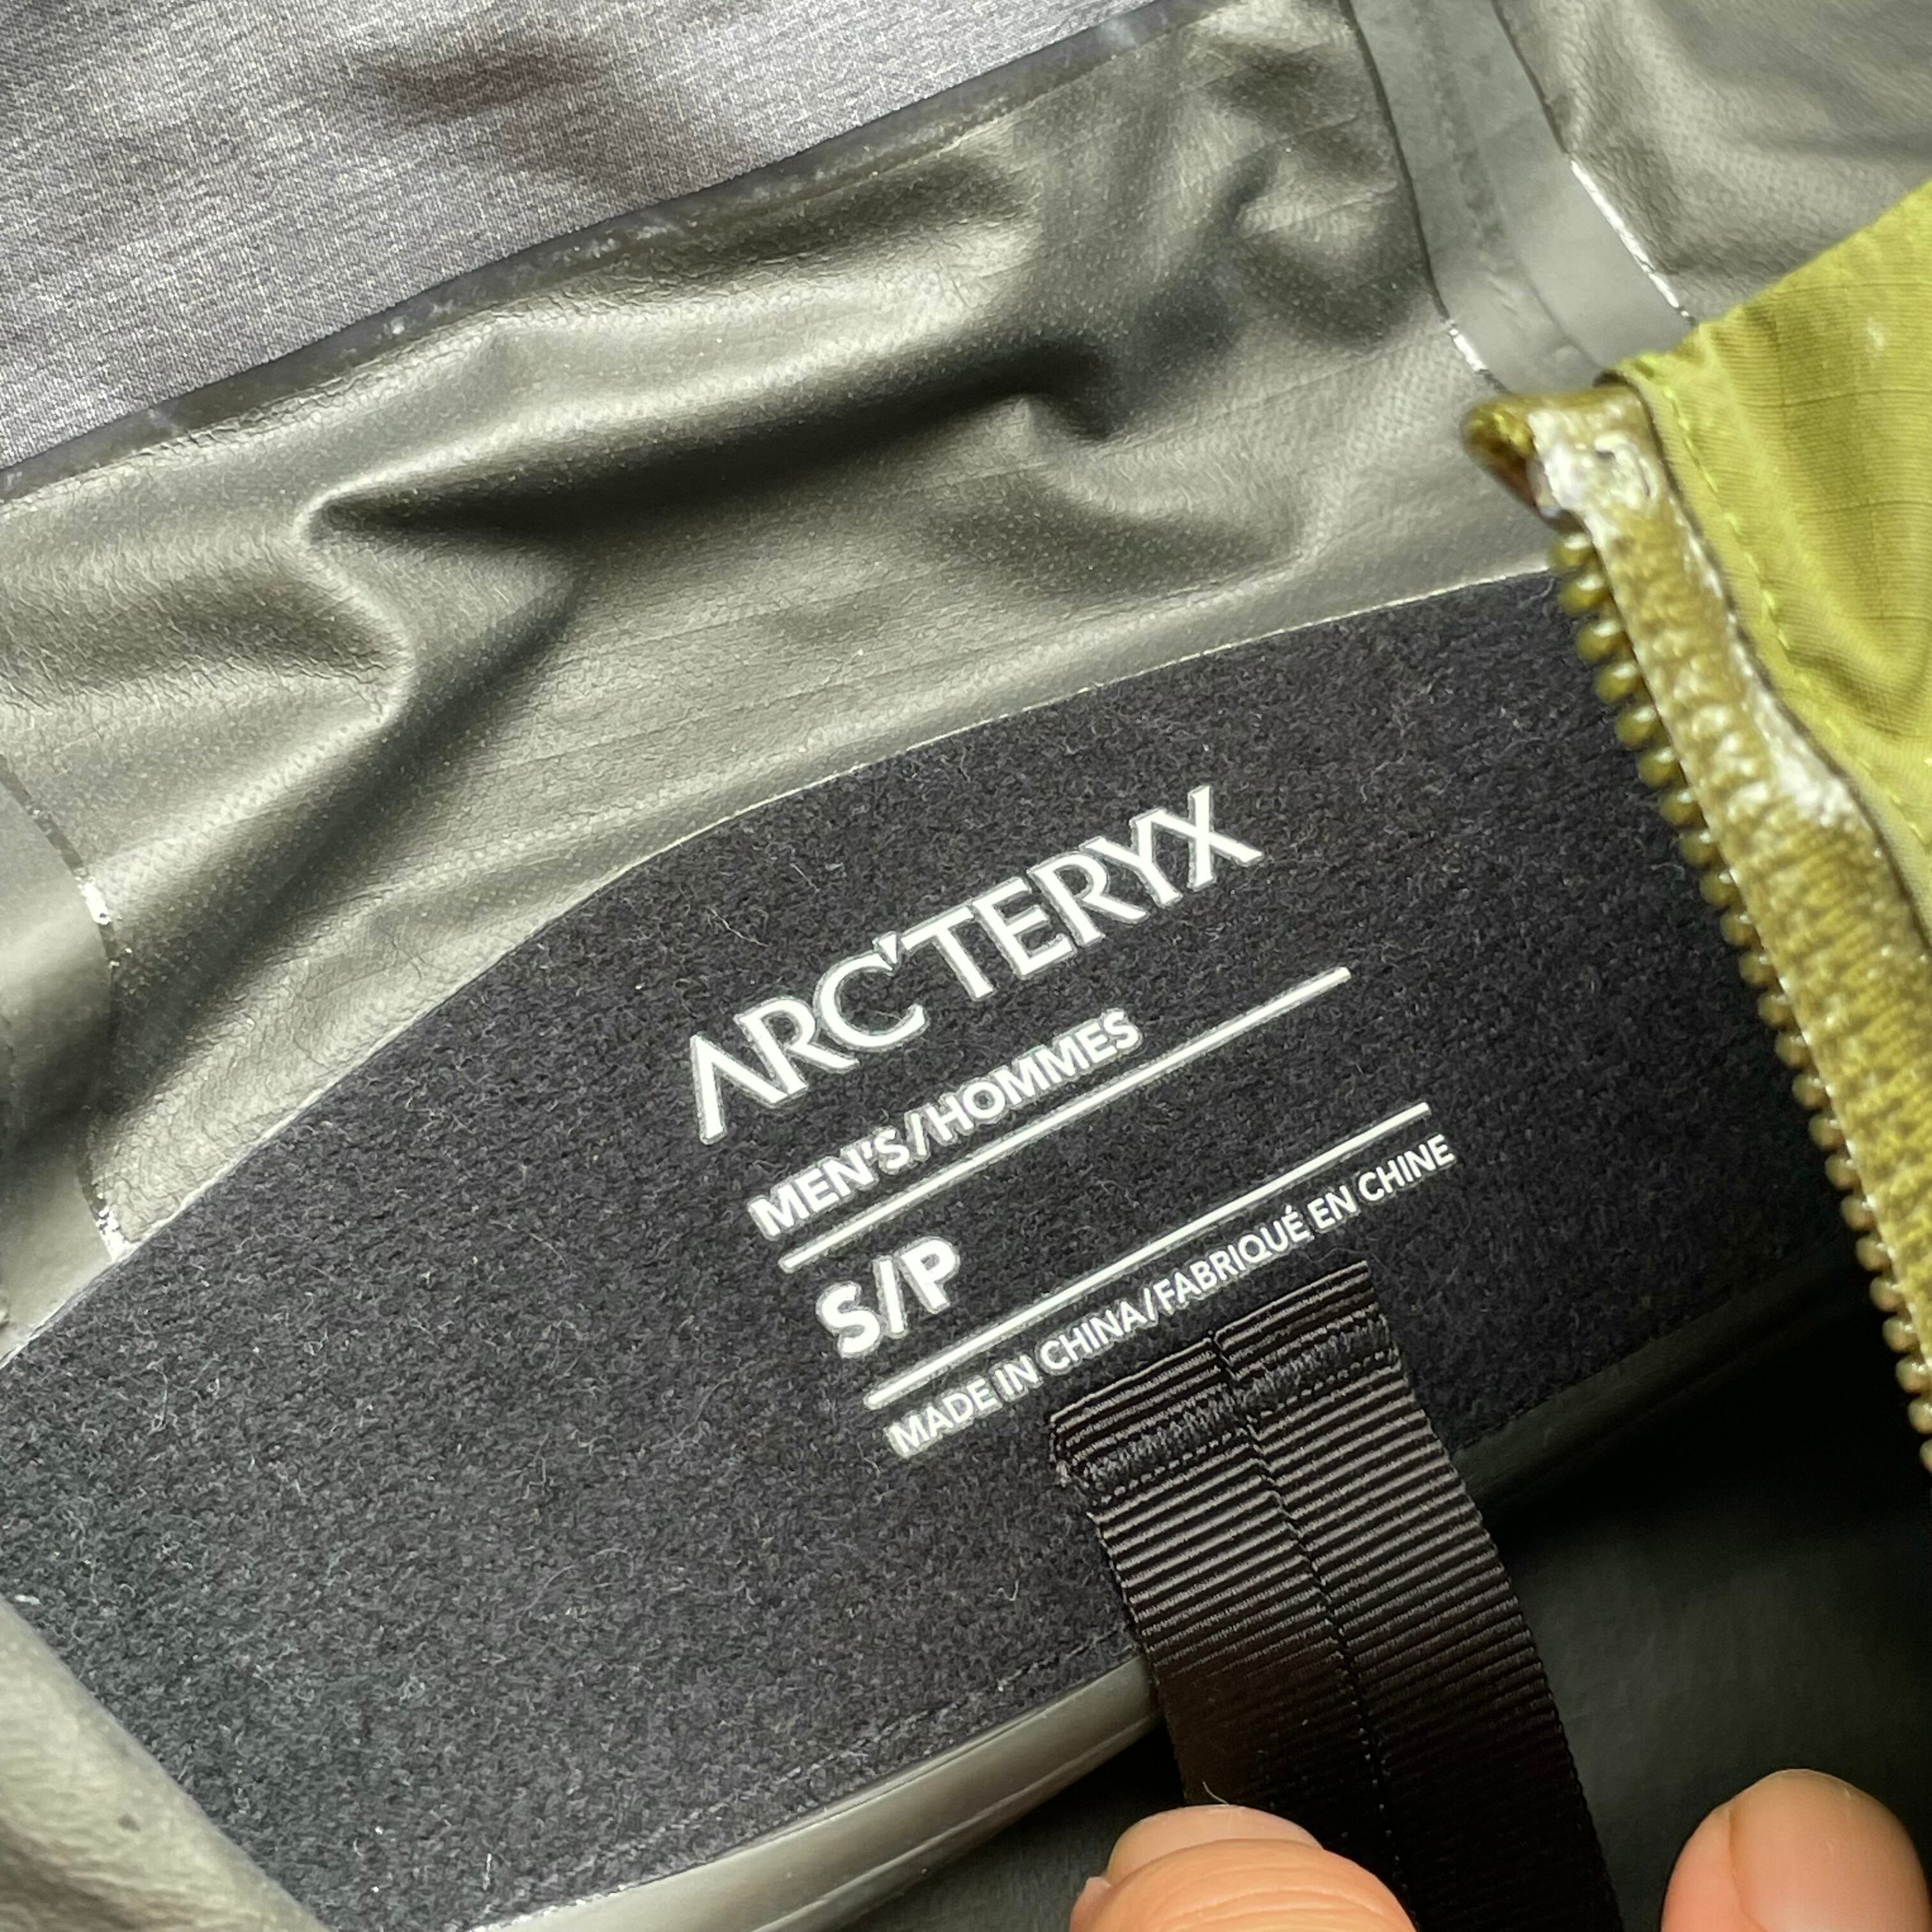 ARC'TERYX
MEN'S/HOMMES
S/P
MADE IN CHINA/FABRIQUÉ EN CHINE